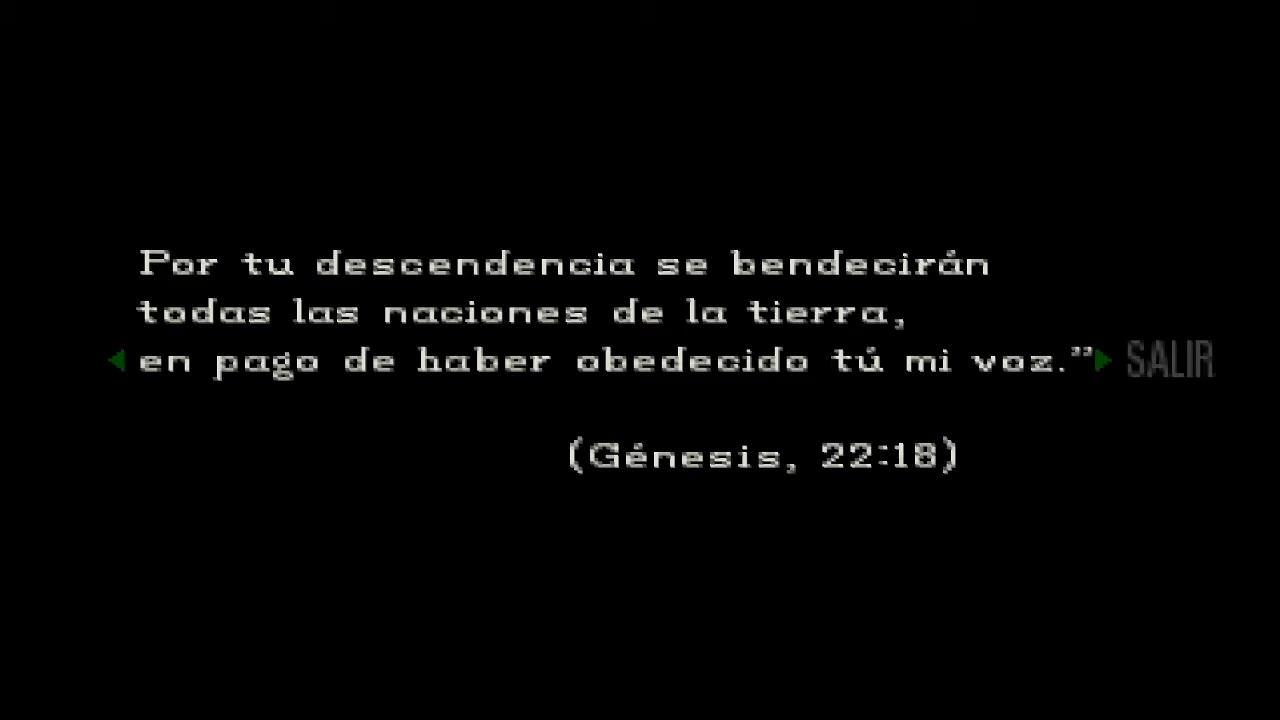 Por tu descendencia se bendecirán
todas las naciones de la tierra,
en pago de haber obedecido tú mi voz.” SALIR
(Génesis, 22:18)